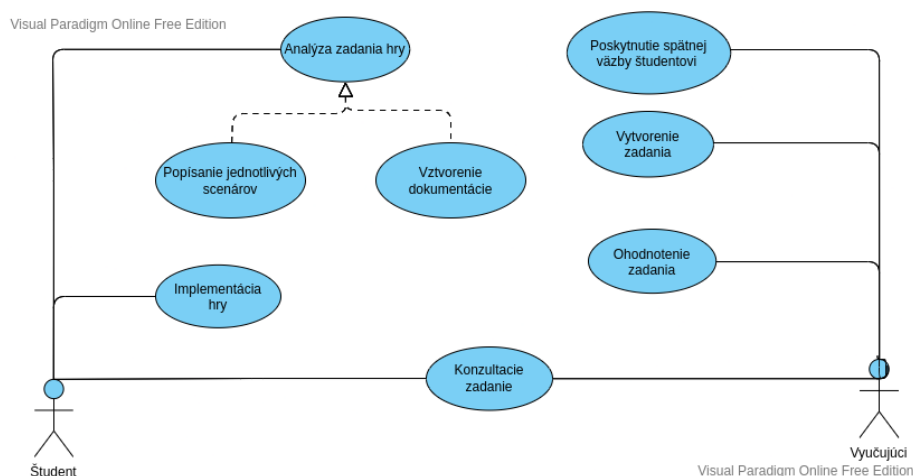 Visual Paradigm Online Free Edition
Analýza zadania hry
Poskytnutie spätnej
väzby študentovi
Vytvorenie
zadania
Popísanie jednotlivých
scenárov
Vztvorenie
dokumentácie
Ohodnotenie
zadania
Implementácia
hry
Konzultacie
zadanie
Študent
Vyučujúci
Visual Paradigm Online Free Edition